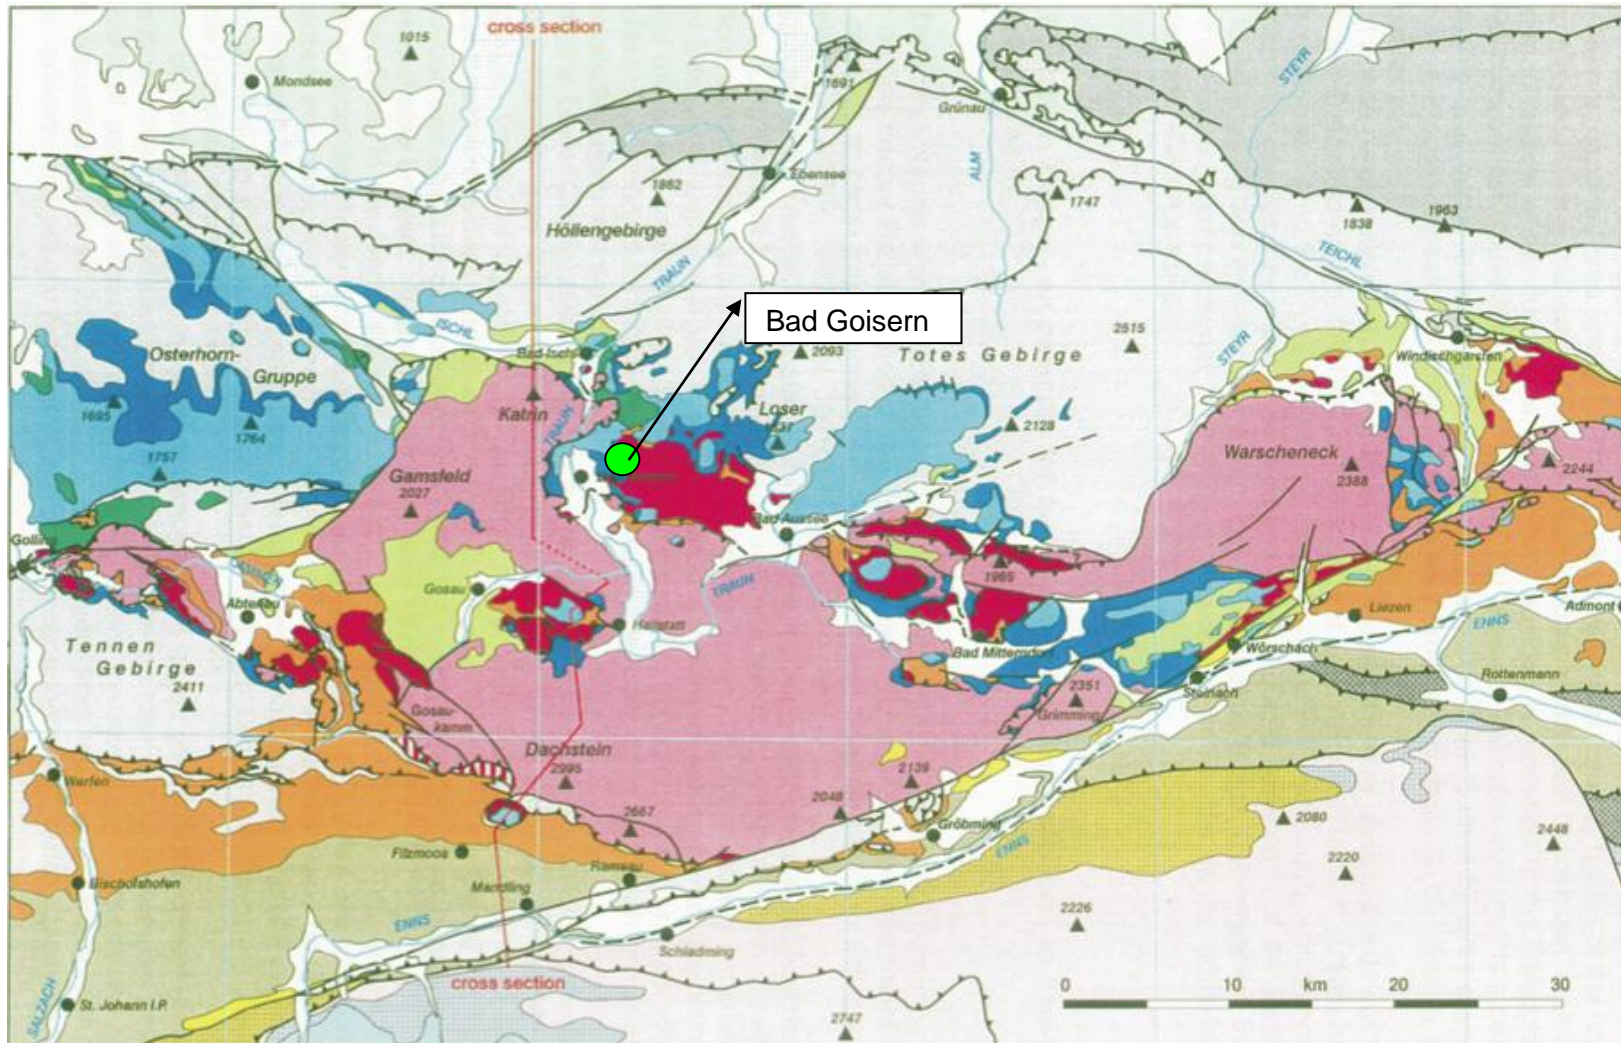 cross section
1015
Mondsee
1691
Grünau
STEYR
ALM
Ebensee
1862
Höllengebirge
1747
1838
1963
TEICHL
TRAUN
ISCHL
Bad Goisern
Bad Ischl
2093
Totes Gebirge
2515
STEYR
Windischgarsten
Osterhorn-
Gruppe
1695
1764
1757
Katrin
TRAUN
Loser
2128
Gamsfeld
2027
Warscheneck
2388
2244
Golling
Bad Aussee
LAMMER
Abtenau
Gosau
Hallstatt
TRAUN
1965
Liezen
Admont
ENNS
Tennen
Gebirge
2411
Bad Mitterndorf
Wörschach
Steinach
Rottenmann
2351
Grimming
Gosau-
kamm
Dachstein
2995
2139
2048
2667
Werfen
Gröbming
2080
2448
2220
Filzmoos
Ramsau
Bischofshofen
Mandling
ENNS
ENNS
2226
Schladming
cross section
SALZACH
St. Johann I.P.
2747
0
10
km
20
30